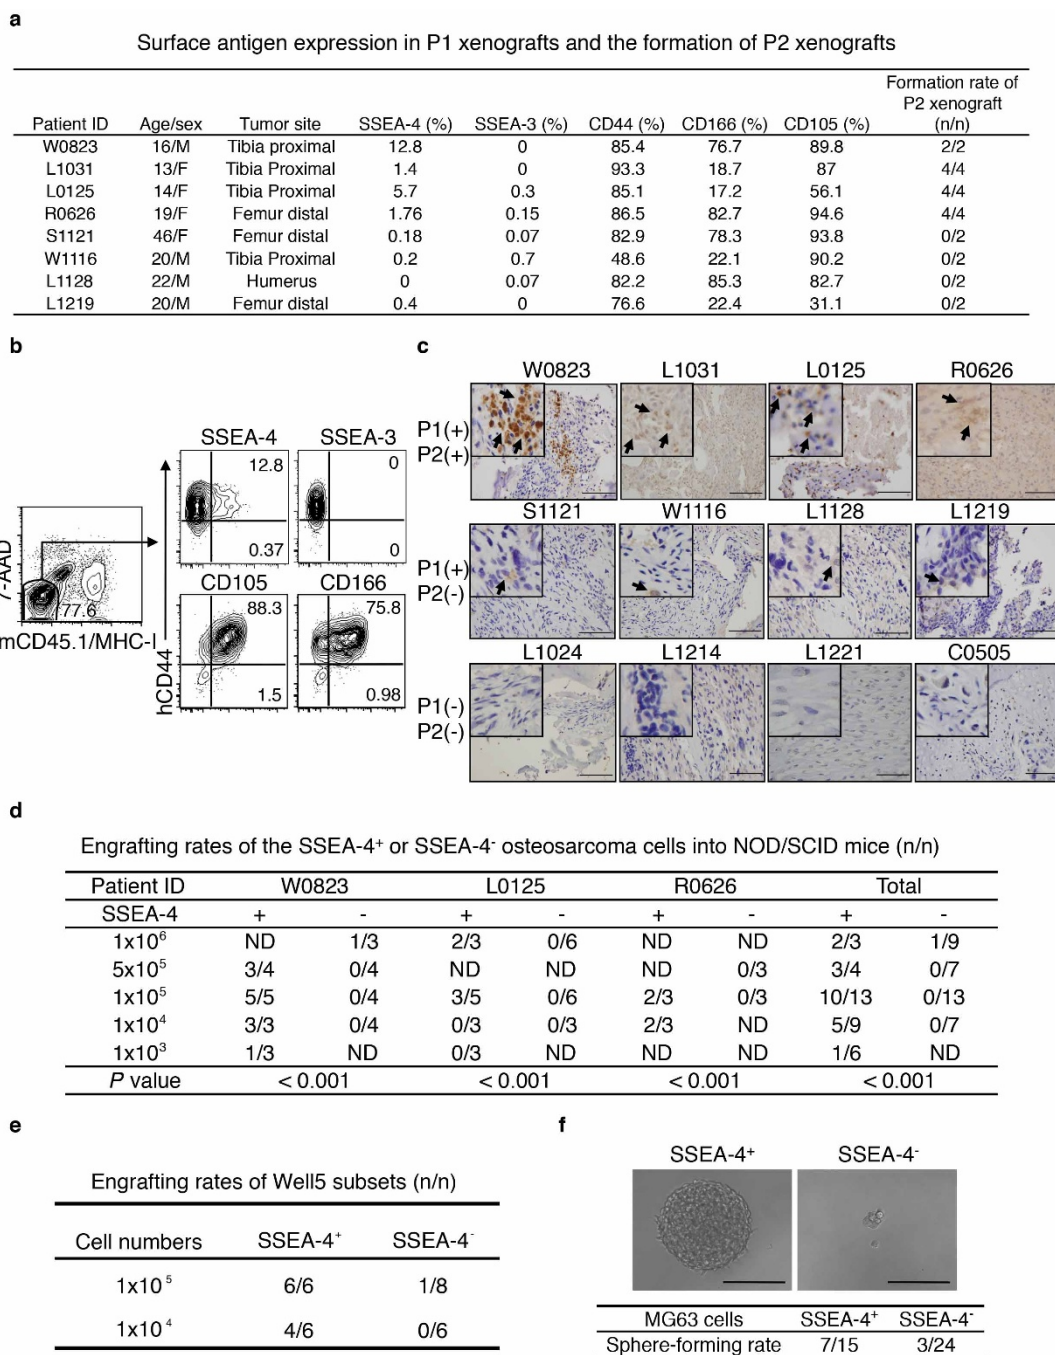 a
Surface antigen expression in P1 xenografts and the formation of P2 xenografts
Patient ID Age/sex Tumor site SSEA-4 (%) SSEA-3 (%) CD44 (%) CD166 (%) CD105 (%) Formation rate of P2 xenograft (n/n)
W0823 16/M Tibia proximal 12.8 0 85.4 76.7 89.8 2/2
L1031 13/F Tibia Proximal 1.4 0 93.3 18.7 87 4/4
L0125 14/F Tibia Proximal 5.7 0.3 85.1 17.2 56.1 4/4
R0626 19/F Femur distal 1.76 0.15 86.5 82.7 94.6 4/4
S1121 46/F Femur distal 0.18 0.07 82.9 78.3 93.8 0/2
W1116 20/M Tibia Proximal 0.2 0.7 48.6 22.1 90.2 0/2
L1128 22/M Humerus 0 0.07 82.2 85.3 82.7 0/2
L1219 20/M Femur distal 0.4 0 76.6 22.4 31.1 0/2
b
SSEA-4 SSEA-3
12.8 0
0.37 0
CD105 CD166
88.3 75.8
1.5 0.98
7-AAD
77.6
mCD45.1/MHC-I
hCD44
c
W0823 L1031 L0125 R0626
P1(+)
P2(+)
S1121 W1116 L1128 L1219
P1(+)
P2(-)
L1024 L1214 L1221 C0505
P1(-)
P2(-)
d
Engrafting rates of the SSEA-4⁺ or SSEA-4⁻ osteosarcoma cells into NOD/SCID mice (n/n)
Patient ID W0823 L0125 R0626 Total
SSEA-4 + - + - + - + -
1x10⁶ ND 1/3 2/3 0/6 ND ND 2/3 1/9
5x10⁵ 3/4 0/4 ND ND ND 0/3 3/4 0/7
1x10⁵ 5/5 0/4 3/5 0/6 2/3 0/3 10/13 0/13
1x10⁴ 3/3 0/4 0/3 0/3 2/3 ND 5/9 0/7
1x10³ 1/3 ND 0/3 ND ND ND 1/6 ND
P value < 0.001 < 0.001 < 0.001 < 0.001
e
Engrafting rates of Well5 subsets (n/n)
Cell numbers SSEA-4⁺ SSEA-4⁻
1x10⁵ 6/6 1/8
1x10⁴ 4/6 0/6
f
SSEA-4⁺ SSEA-4⁻
MG63 cells SSEA-4⁺ SSEA-4⁻
Sphere-forming rate 7/15 3/24